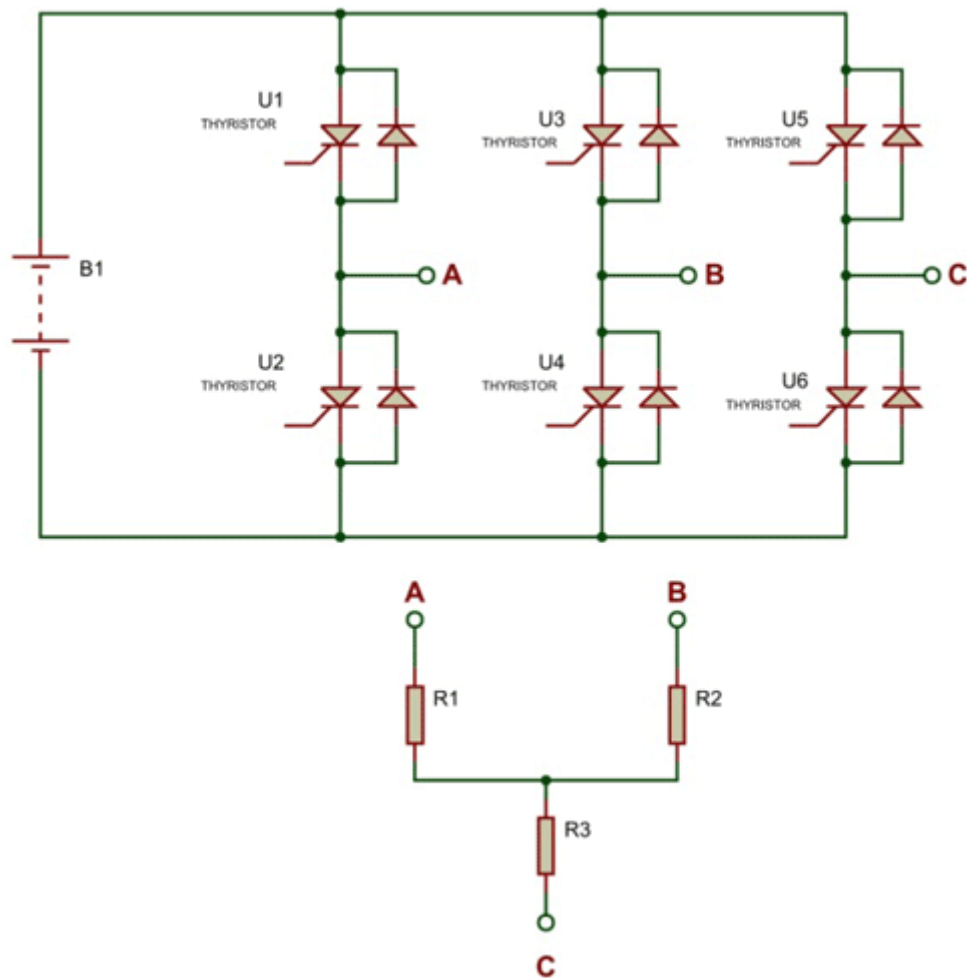 U1
THYRISTOR
U3
THYRISTOR
U5
THYRISTOR
B1
A
B
C
U2
THYRISTOR
U4
THYRISTOR
U6
THYRISTOR
A
B
R1
R2
R3
C